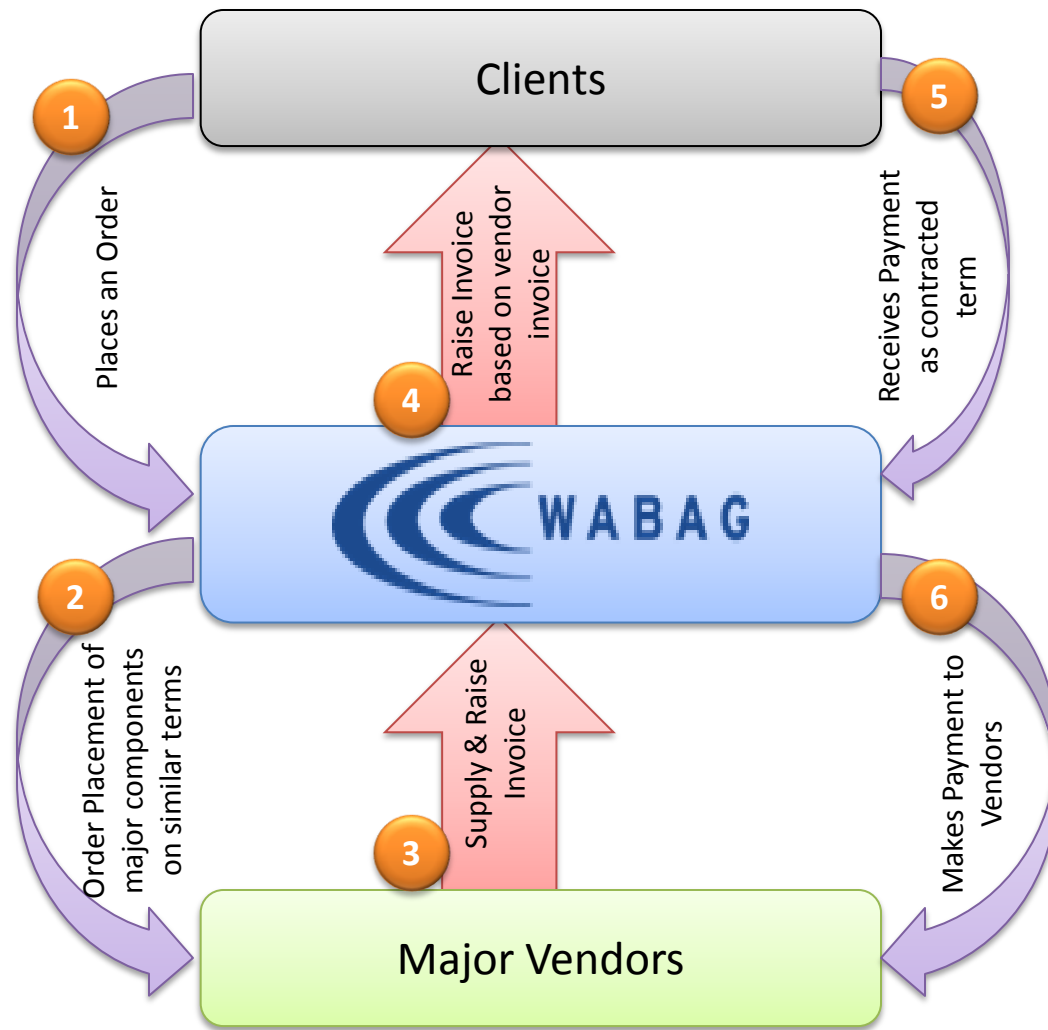 Clients
1
Places an Order
5
Receives Payment
as contracted
term
4
Raise Invoice
based on vendor
invoice
WABAG
2
Order Placement of
major components
on similar terms
6
Makes Payment to
Vendors
3
Supply & Raise
Invoice
Major Vendors